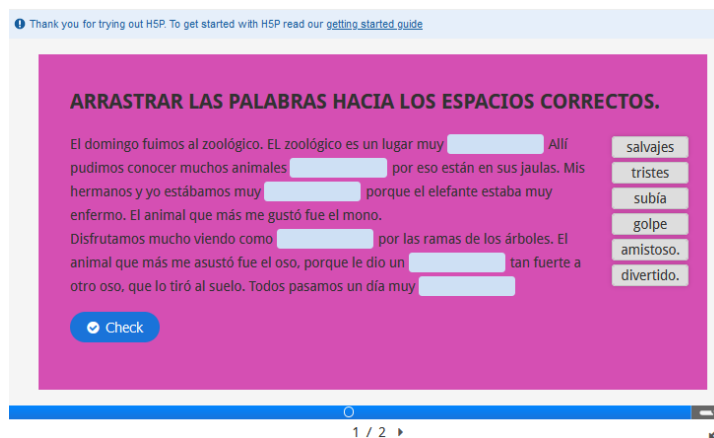 Thank you for trying out H5P. To get started with H5P read our getting started guide
ARRASTRAR LAS PALABRAS HACIA LOS ESPACIOS CORRECTOS.
El domingo fuimos al zoológico. EL zoológico es un lugar muy Allí
pudimos conocer muchos animales por eso están en sus jaulas. Mis
hermanos y yo estábamos muy porque el elefante estaba muy
enfermo. El animal que más me gustó fue el mono.
Disfrutamos mucho viendo como por las ramas de los árboles. El
animal que más me asustó fue el oso, porque le dio un tan fuerte a
otro oso, que lo tiró al suelo. Todos pasamos un día muy
salvajes
tristes
subía
golpe
amistoso.
divertido.
Check
1 / 2